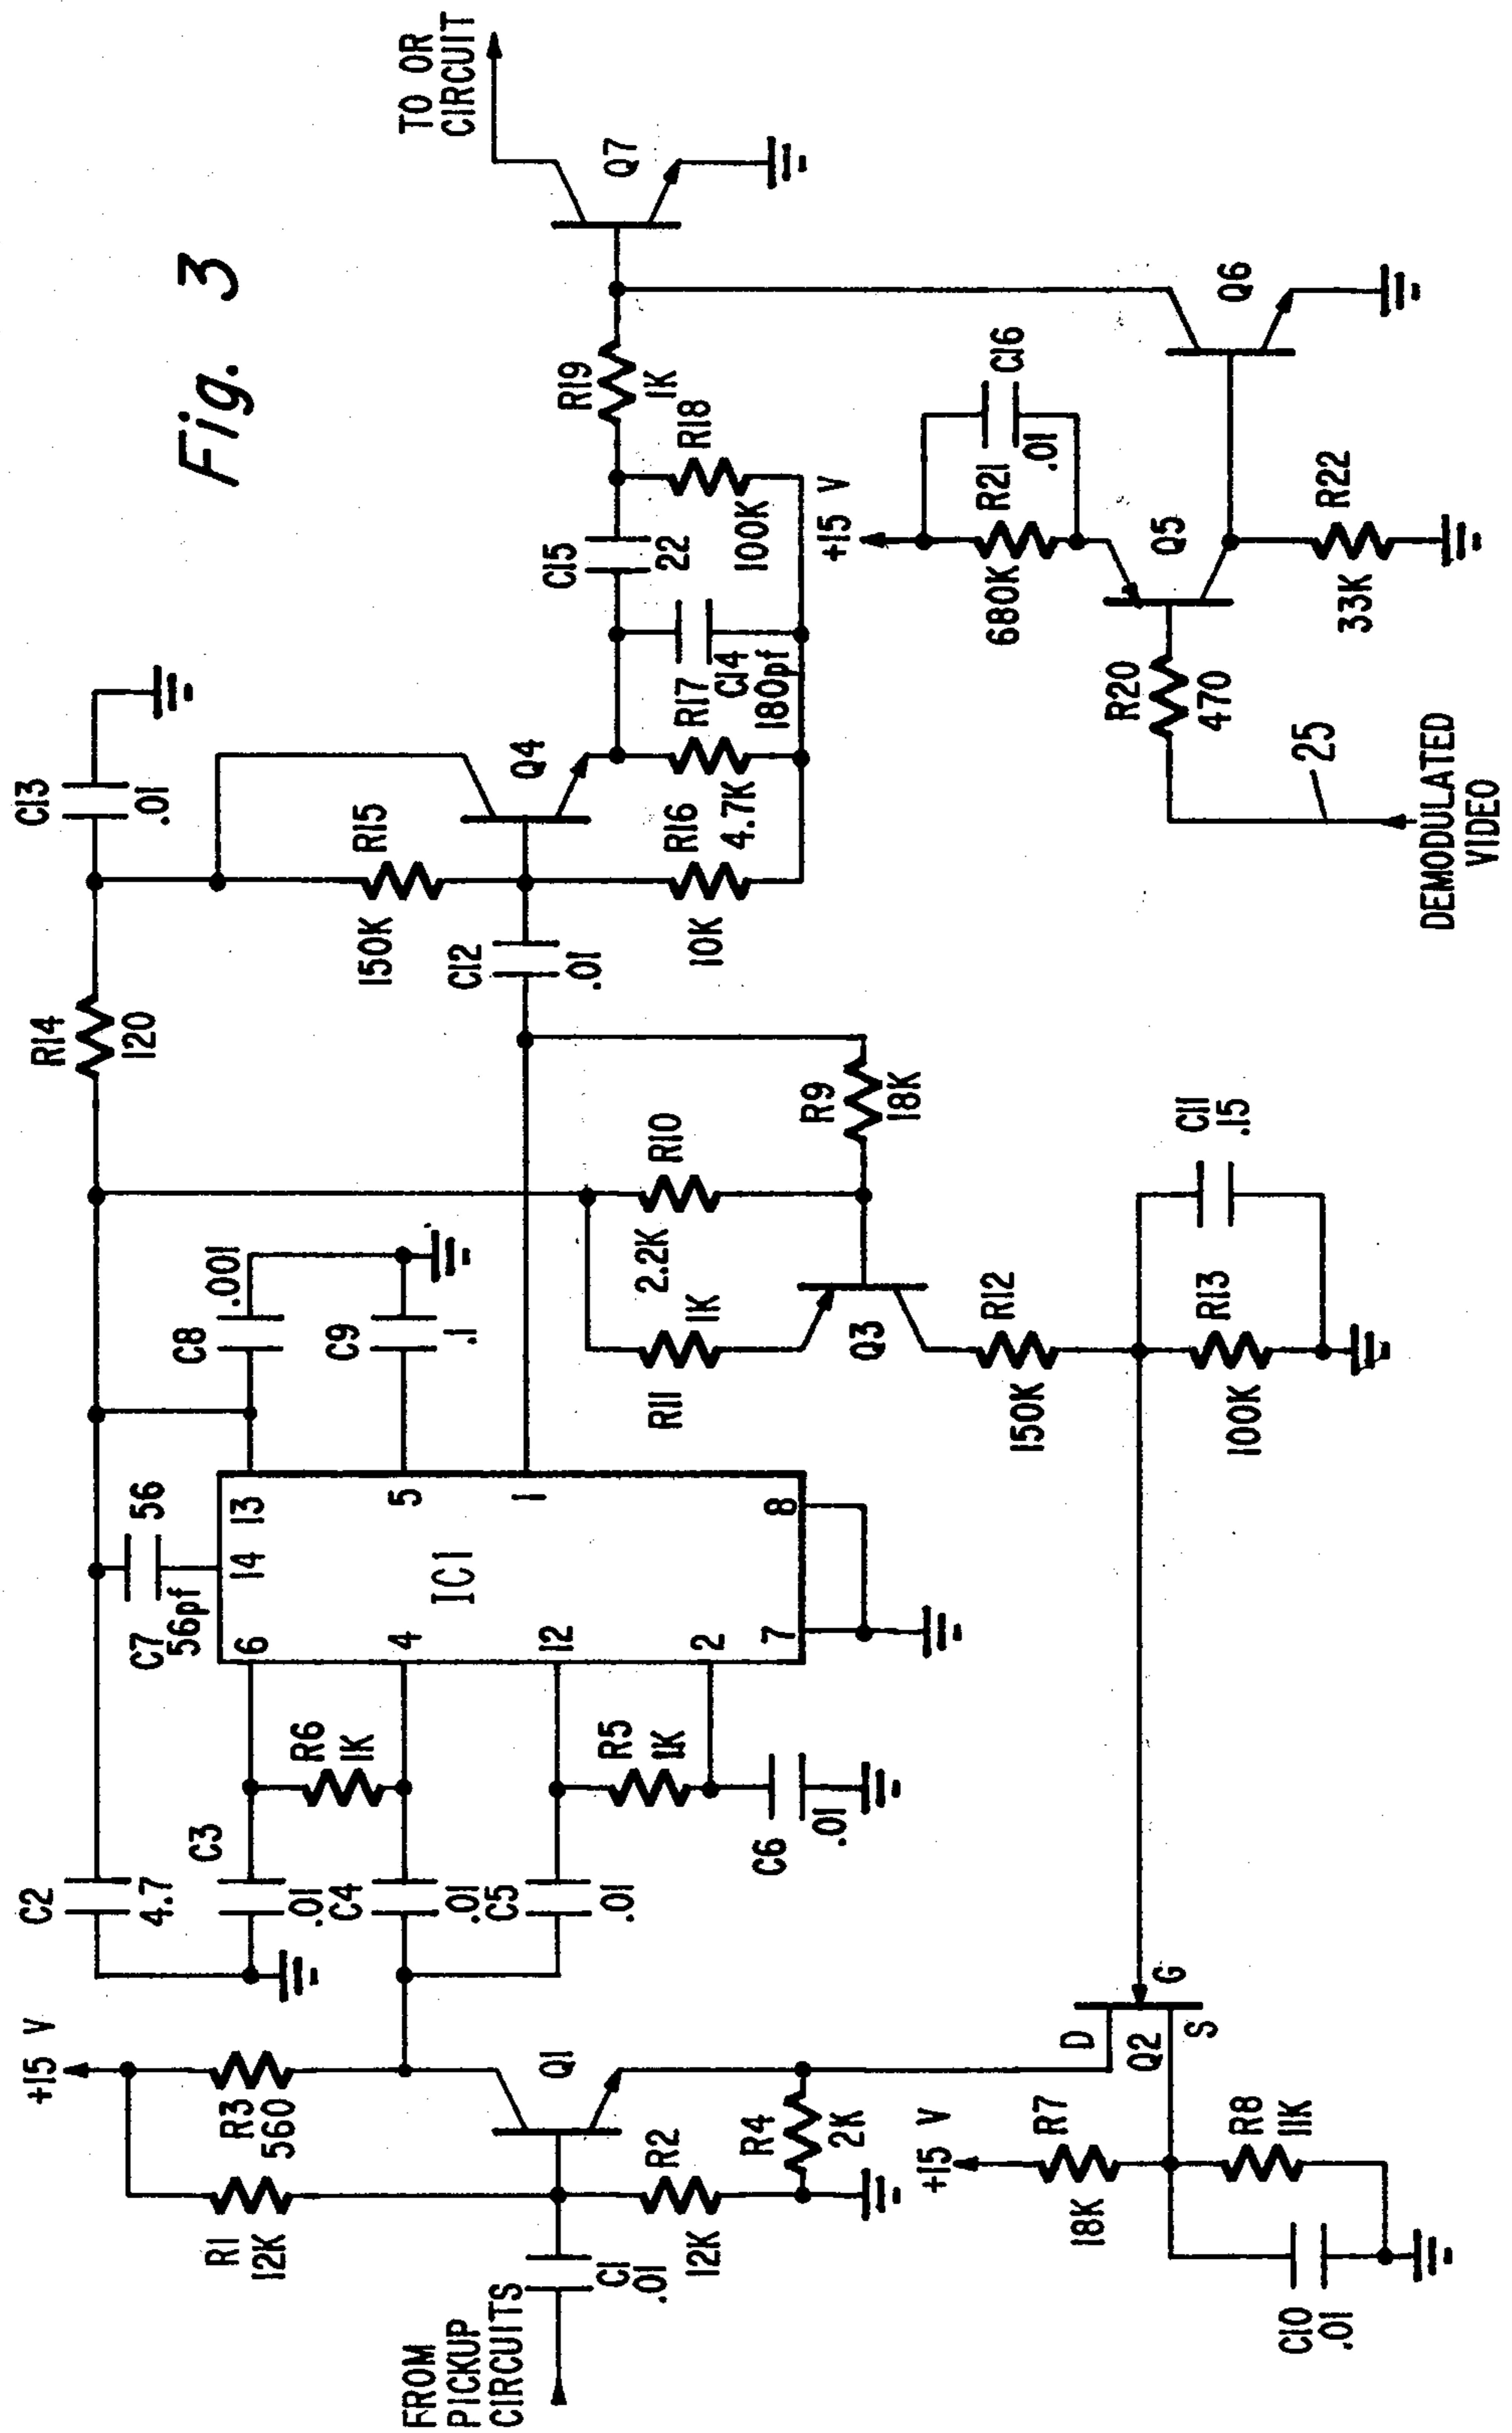 Fig. 3
FROM
PICKUP
CIRCUITS
C1
.01
R1
12K
+15 V
R3
560
R2
12K
Q1
R4
2K
+15 V
R7
18K
R8
11K
C10
.01
D
Q2
S
G
C2
4.7
C3
.01
C4
.01
C5
.01
R6
1K
R5
1K
C6
.01
C7
56pf
56
6
14
13
4
5
IC1
12
1
2
7
8
C8
.001
C9
.1
R11
1K
R10
2.2K
Q3
R9
18K
R12
150K
R13
100K
C11
.15
R14
120
C13
.01
R15
150K
C12
.01
Q4
R16
10K
R17
4.7K
C14
180pf
C15
22
R18
100K
R19
1K
Q7
TO OR
CIRCUIT
+15 V
R21
680K
C16
.01
Q5
R20
470
R22
33K
Q6
25
DEMODULATED
VIDEO